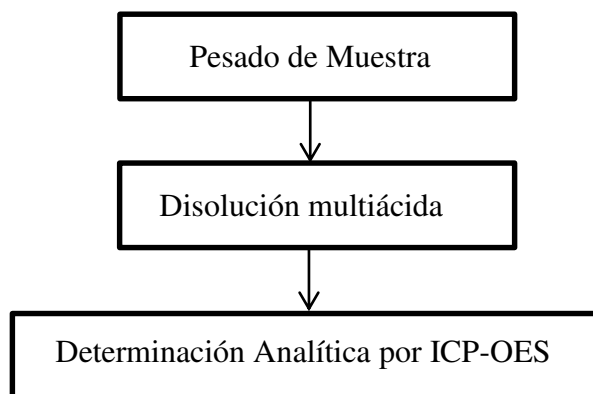 Pesado de Muestra
Disolución multiácida
Determinación Analítica por ICP-OES